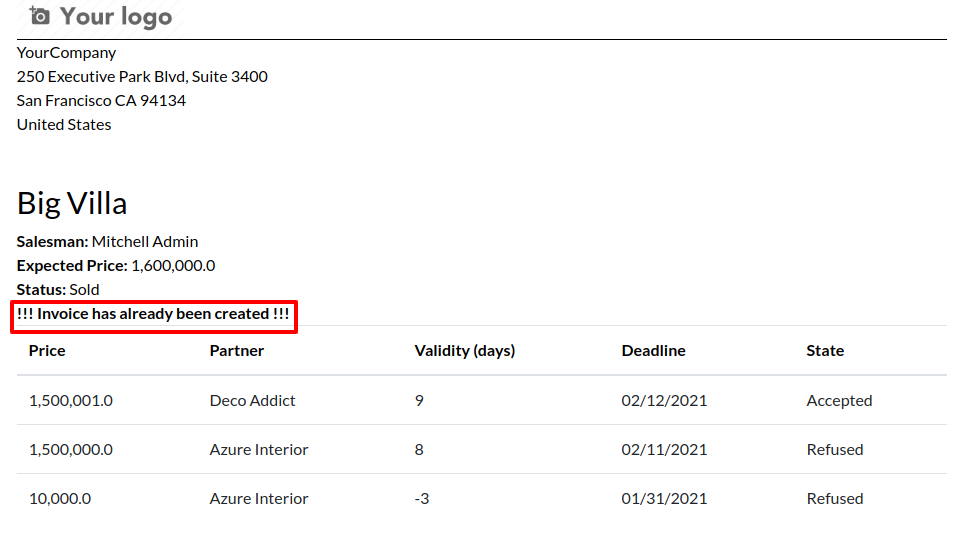 Your logo
YourCompany
250 Executive Park Blvd, Suite 3400
San Francisco CA 94134
United States
Big Villa
Salesman: Mitchell Admin
Expected Price: 1,600,000.0
Status: Sold
!!! Invoice has already been created !!!
Price Partner Validity (days) Deadline State
1,500,001.0 Deco Addict 9 02/12/2021 Accepted
1,500,000.0 Azure Interior 8 02/11/2021 Refused
10,000.0 Azure Interior -3 01/31/2021 Refused